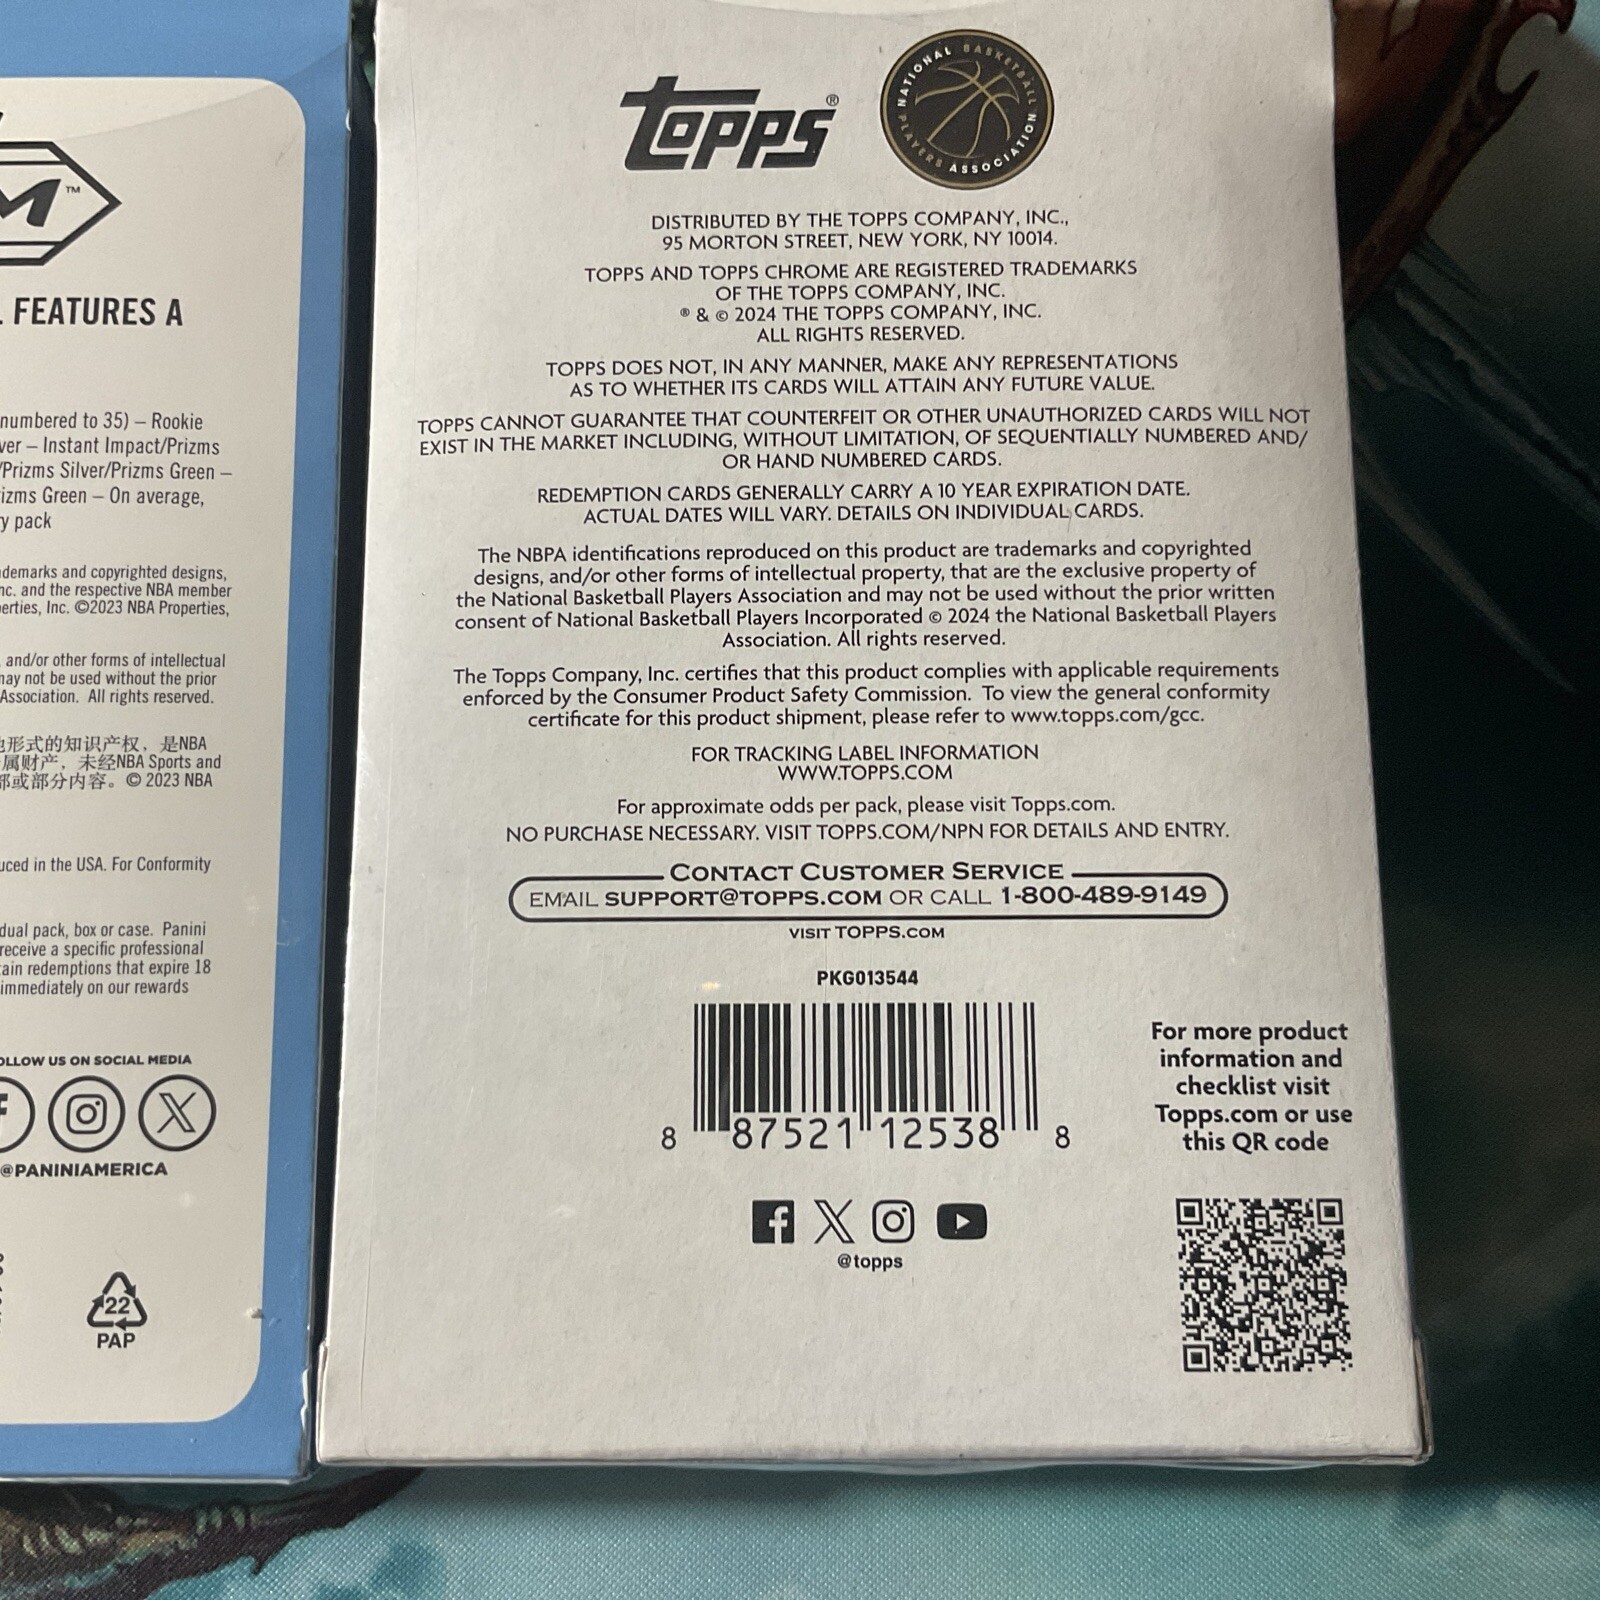 M™
FEATURES A
numbered to 35) – Rookie
– Instant Impact/Prizms
/Prizms Silver/Prizms Green –
Green – On average,
pack
and copyrighted designs,
and the respective NBA member
Inc. ©2023 NBA Properties,
and/or other forms of intellectual
may not be used without the prior
Association. All rights reserved.
形式的知识产权，是NBA
属财产，未经NBA Sports and
部或部分内容。© 2023 NBA
in the USA. For Conformity
pack, box or case. Panini
receive a specific professional
redemptions that expire 18
immediately on our rewards
US ON SOCIAL MEDIA
@PANINIAMERICA
22
PAP
Topps®
NATIONAL BASKETBALL PLAYERS ASSOCIATION
DISTRIBUTED BY THE TOPPS COMPANY, INC.,
95 MORTON STREET, NEW YORK, NY 10014.
TOPPS AND TOPPS CHROME ARE REGISTERED TRADEMARKS
OF THE TOPPS COMPANY, INC.
® & © 2024 THE TOPPS COMPANY, INC.
ALL RIGHTS RESERVED.
TOPPS DOES NOT, IN ANY MANNER, MAKE ANY REPRESENTATIONS
AS TO WHETHER ITS CARDS WILL ATTAIN ANY FUTURE VALUE.
TOPPS CANNOT GUARANTEE THAT COUNTERFEIT OR OTHER UNAUTHORIZED CARDS WILL NOT
EXIST IN THE MARKET INCLUDING, WITHOUT LIMITATION, OF SEQUENTIALLY NUMBERED AND/
OR HAND NUMBERED CARDS.
REDEMPTION CARDS GENERALLY CARRY A 10 YEAR EXPIRATION DATE.
ACTUAL DATES WILL VARY. DETAILS ON INDIVIDUAL CARDS.
The NBPA identifications reproduced on this product are trademarks and copyrighted
designs, and/or other forms of intellectual property, that are the exclusive property of
the National Basketball Players Association and may not be used without the prior written
consent of National Basketball Players Incorporated © 2024 the National Basketball Players
Association. All rights reserved.
The Topps Company, Inc. certifies that this product complies with applicable requirements
enforced by the Consumer Product Safety Commission. To view the general conformity
certificate for this product shipment, please refer to www.topps.com/gcc.
FOR TRACKING LABEL INFORMATION
WWW.TOPPS.COM
For approximate odds per pack, please visit Topps.com.
NO PURCHASE NECESSARY. VISIT TOPPS.COM/NPN FOR DETAILS AND ENTRY.
CONTACT CUSTOMER SERVICE
EMAIL SUPPORT@TOPPS.COM OR CALL 1-800-489-9149
VISIT TOPPS.COM
PKG013544
8 87521 12538 8
For more product
information and
checklist visit
Topps.com or use
this QR code
@topps